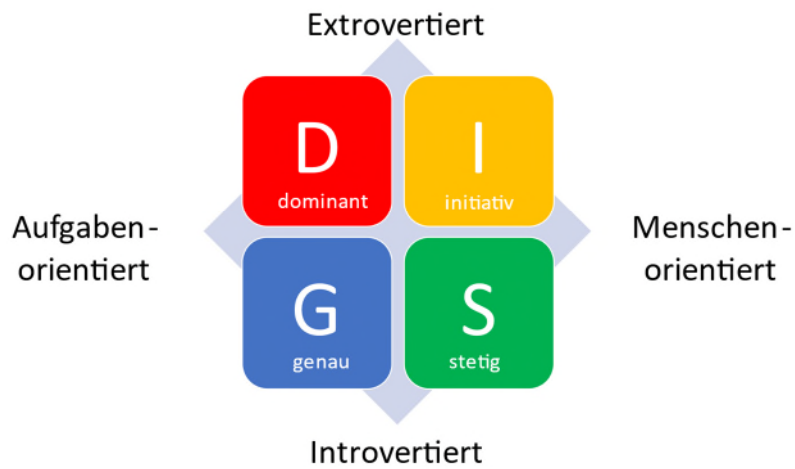 Extrovertiert
D
dominant
I
initiativ
Aufgaben-
orientiert
Menschen-
orientiert
G
genau
S
stetig
Introvertiert